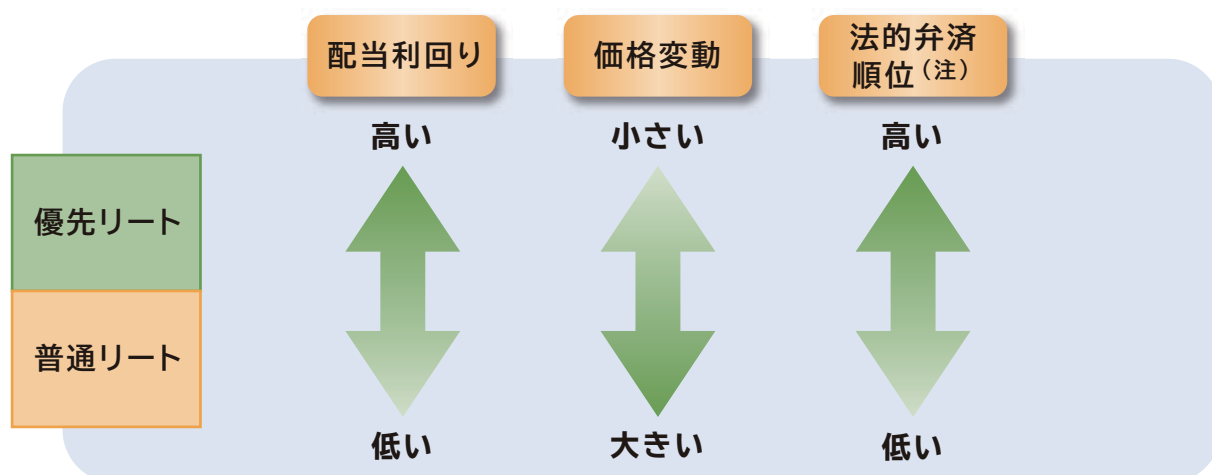 配当利回り
価格変動
法的弁済
順位(注)
高い
小さい
高い
優先リート
普通リート
低い
大きい
低い